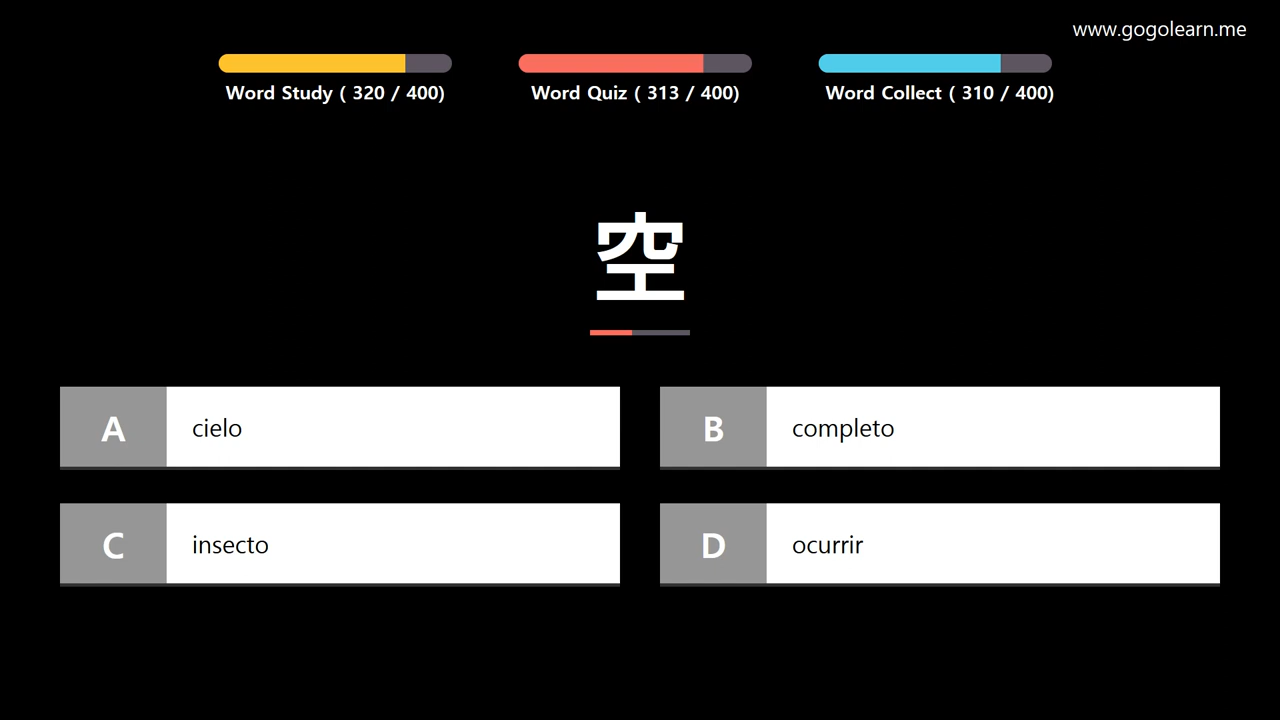 www.gogolearn.me
Word Study ( 320 / 400)
Word Quiz ( 313 / 400)
Word Collect ( 310 / 400)
空
A cielo
B completo
C insecto
D ocurrir